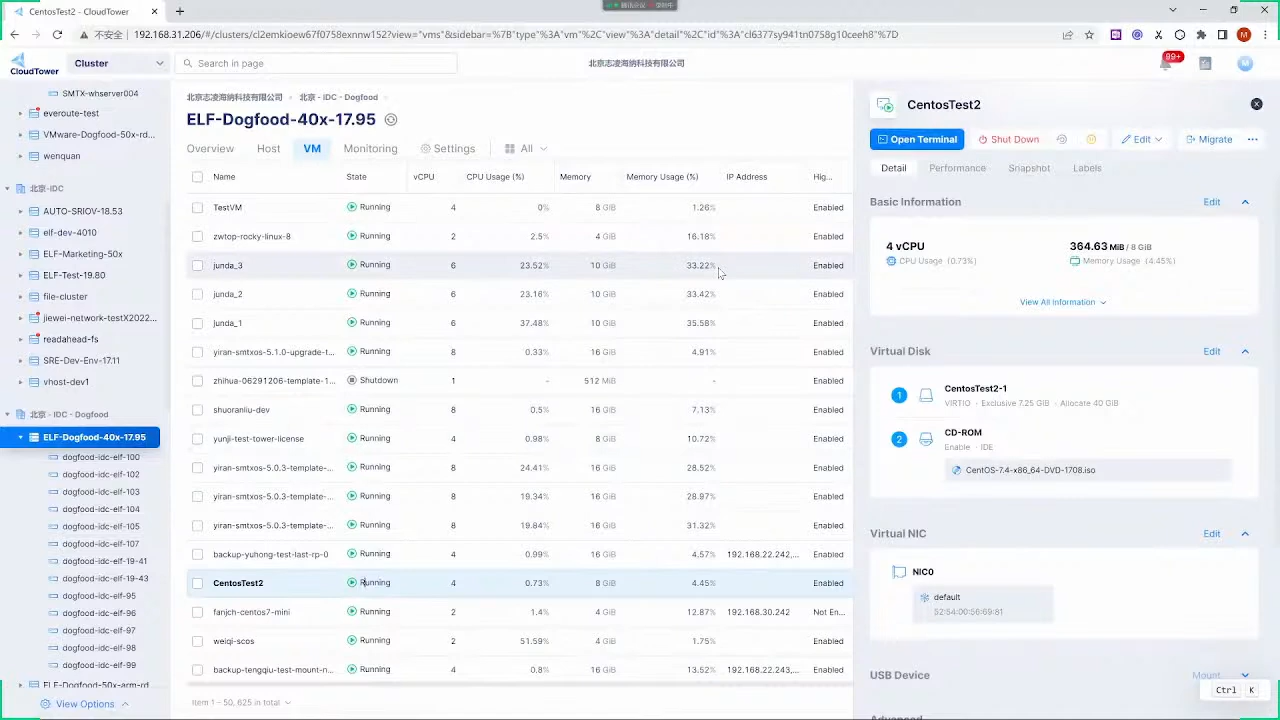 CentosTest2 - CloudTower
不安全
192.168.31.206/#/clusters/cl2emkioew67f0758exnnw152?view="vms"&sidebar=%7B"type"%3A"vm"%2C"view"%3A"detail"%2C"id"%3A"cl6377sy941tn0758g10ceeh8"%7D
M
CloudTower
Cluster
Search in page
北京志凌海纳科技有限公司
99+
M
SMTX-whserver004
everoute-test
VMware-Dogfood-50x-rd...
wenquan
北京-IDC
AUTO-SRIOV-18.53
elf-dev-4010
ELF-Marketing-50x
ELF-Test-19.80
file-cluster
jiewei-network-testX2022...
readahead-fs
SRE-Dev-Env-17.11
vhost-dev1
北京 - IDC - Dogfood
ELF-Dogfood-40x-17.95
dogfood-idc-elf-100
dogfood-idc-elf-102
dogfood-idc-elf-103
dogfood-idc-elf-104
dogfood-idc-elf-105
dogfood-idc-elf-107
dogfood-idc-elf-19-41
dogfood-idc-elf-19-43
dogfood-idc-elf-95
dogfood-idc-elf-96
dogfood-idc-elf-97
dogfood-idc-elf-98
dogfood-idc-elf-99
ELF-Dogfood-50x-arm-rd
View Options
北京志凌海纳科技有限公司 北京 - IDC - Dogfood
ELF-Dogfood-40x-17.95
Overview Host VM Monitoring Settings All
Name State vCPU CPU Usage (%) Memory Memory Usage (%) IP Address Hig...
TestVM Running 4 0% 8 GiB 1.26% Enabled
zwtop-rocky-linux-8 Running 2 2.5% 4 GiB 16.18% Enabled
junda_3 Running 6 23.52% 10 GiB 33.22% Enabled
junda_2 Running 6 23.16% 10 GiB 33.42% Enabled
junda_1 Running 6 37.48% 10 GiB 35.58% Enabled
yiran-smtxos-5.1.0-upgrade-t... Running 8 0.33% 16 GiB 4.91% Enabled
zhihua-06291206-template-1... Shutdown 1 - 512 MiB - Enabled
shuoranliu-dev Running 8 0.5% 16 GiB 7.13% Enabled
yunji-test-tower-license Running 4 0.98% 8 GiB 10.72% Enabled
yiran-smtxos-5.0.3-template-... Running 8 24.41% 16 GiB 28.52% Enabled
yiran-smtxos-5.0.3-template-... Running 8 19.34% 16 GiB 28.97% Enabled
yiran-smtxos-5.0.3-template-... Running 8 19.84% 16 GiB 31.32% Enabled
backup-yuhong-test-last-rp-0 Running 4 0.99% 16 GiB 4.57% 192.168.22.242,... Enabled
CentosTest2 Running 4 0.73% 8 GiB 4.45% Enabled
fanjch-centos7-mini Running 2 1.4% 4 GiB 12.87% 192.168.30.242 Not En...
weiqi-scos Running 2 51.59% 4 GiB 1.75% Enabled
backup-tengqiu-test-mount-n... Running 4 0.8% 16 GiB 13.52% 192.168.22.243,... Enabled
Item 1 – 50, 625 in total
CentosTest2
Open Terminal Shut Down Edit Migrate
Detail Performance Snapshot Labels
Basic Information Edit
4 vCPU 364.63 MiB / 8 GiB
CPU Usage (0.73%) Memory Usage (4.45%)
View All Information
Virtual Disk Edit
1 CentosTest2-1
VIRTIO · Exclusive 7.25 GiB · Allocate 40 GiB
2 CD-ROM
Enable · IDE
CentOS-7.4-x86_64-DVD-1708.iso
Virtual NIC Edit
NIC0
default
52:54:00:56:69:81
USB Device Mount
Ctrl K
Advanced